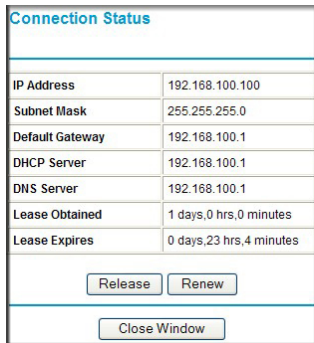 Connection Status
IP Address 192.168.100.100
Subnet Mask 255.255.255.0
Default Gateway 192.168.100.1
DHCP Server 192.168.100.1
DNS Server 192.168.100.1
Lease Obtained 1 days,0 hrs,0 minutes
Lease Expires 0 days,23 hrs,4 minutes
Release Renew
Close Window